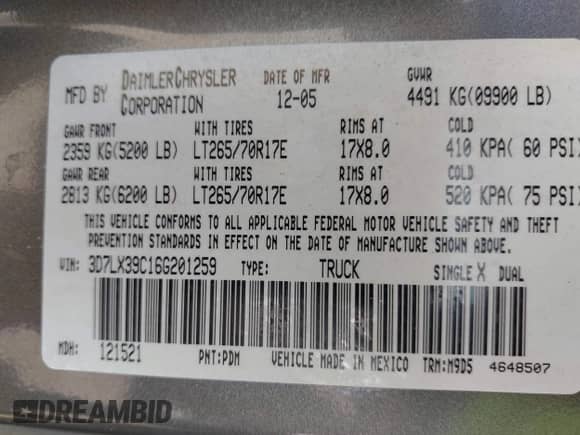 MFD BY DAIMLERCHRYSLER CORPORATION DATE OF MFR 12-05 GVWR 4491 KG(09900 LB)
GAWR FRONT WITH TIRES RIMS AT COLD
2359 KG(5200 LB) LT265/70R17E 17X8.0 410 KPA( 60 PSI)
GAWR REAR WITH TIRES RIMS AT COLD
2813 KG(6200 LB) LT265/70R17E 17X8.0 520 KPA( 75 PSI)
THIS VEHICLE CONFORMS TO ALL APPLICABLE FEDERAL MOTOR VEHICLE SAFETY AND THEFT
PREVENTION STANDARDS IN EFFECT ON THE DATE OF MANUFACTURE SHOWN ABOVE.
VIN: 3D7LX39C16G201259 TYPE: TRUCK SINGLE X DUAL
MDH: 121521 PNT:PDM VEHICLE MADE IN MEXICO TRM:M9D5 4648507
DREAMBID